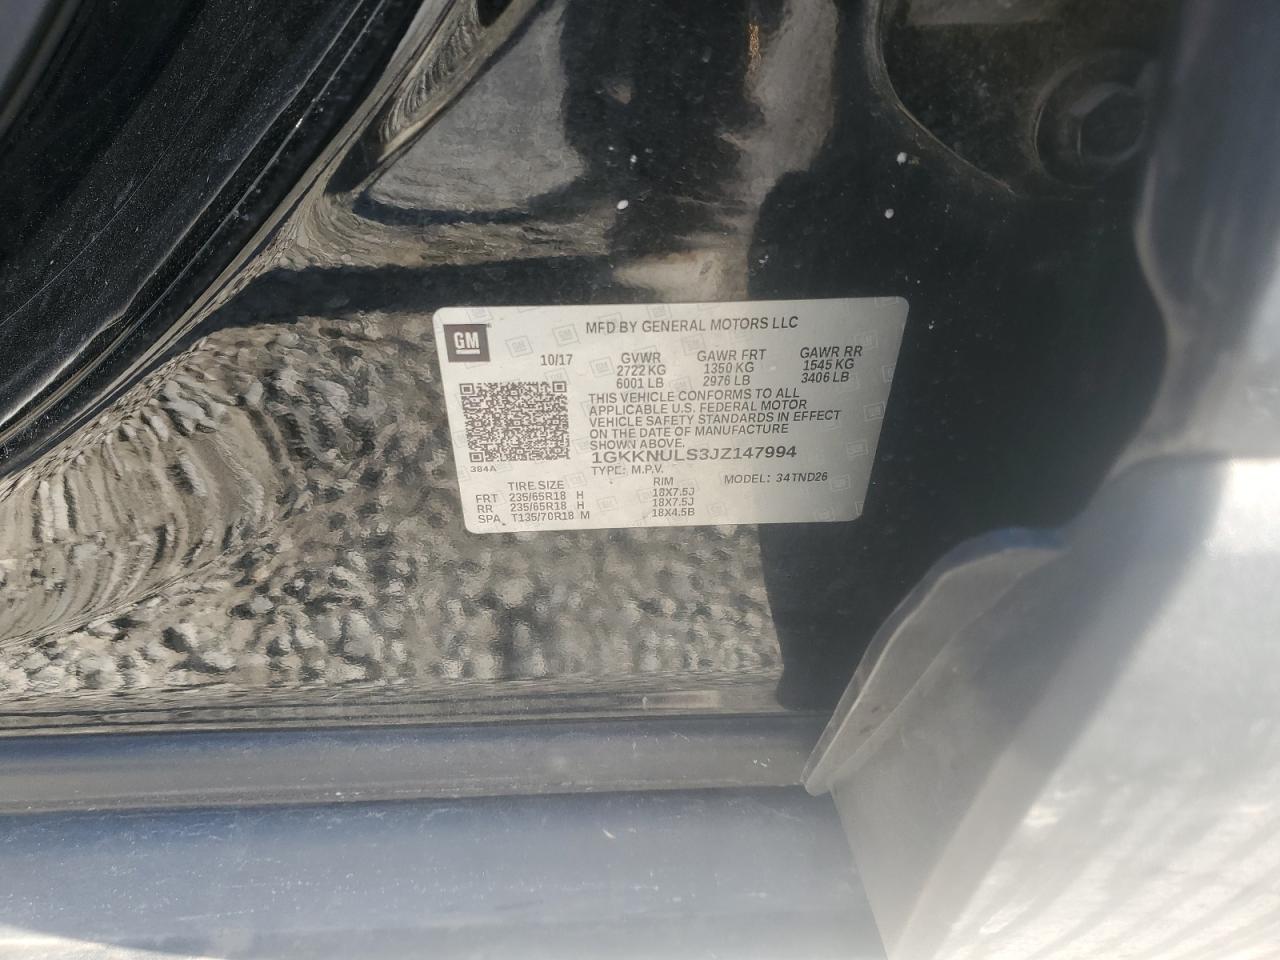 GM
MFD BY GENERAL MOTORS LLC
10/17 GVWR GAWR FRT GAWR RR
2722 KG 1350 KG 1545 KG
6001 LB 2976 LB 3406 LB
THIS VEHICLE CONFORMS TO ALL
APPLICABLE U.S. FEDERAL MOTOR
VEHICLE SAFETY STANDARDS IN EFFECT
ON THE DATE OF MANUFACTURE
SHOWN ABOVE.
1GKKNULS3JZ147994
384A
TYPE: M.P.V. MODEL: 34TND26
TIRE SIZE RIM
FRT 235/65R18 H 18X7.5J
RR 235/65R18 H 18X7.5J
SPA T135/70R18 M 18X4.5B